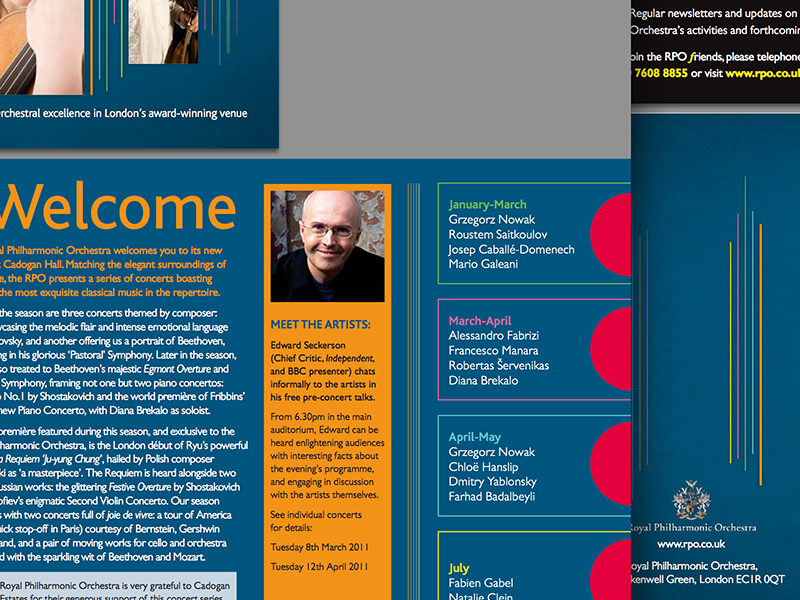 rchestral excellence in London's award-winning venue
Welcome
al Philharmonic Orchestra welcomes you to its new
Cadogan Hall. Matching the elegant surroundings of
e, the RPO presents a series of concerts boasting
the most exquisite classical music in the repertoire.
the season are three concerts themed by composer:
wcasing the melodic flair and intense emotional language
ovsky, and another offering us a portrait of Beethoven,
ng in his glorious 'Pastoral' Symphony. Later in the season,
so treated to Beethoven's majestic Egmont Overture and
Symphony, framing not one but two piano concertos:
No.1 by Shostakovich and the world première of Fribbins'
new Piano Concerto, with Diana Brekalo as soloist.
première featured during this season, and exclusive to the
harmonic Orchestra, is the London début of Ryu's powerful
a Requiem 'Ju-yung Chung', hailed by Polish composer
ki as 'a masterpiece'. The Requiem is heard alongside two
ussian works: the glittering Festive Overture by Shostakovich
ofiev's enigmatic Second Violin Concerto. Our season
s with two concerts full of joie de vivre: a tour of America
uick stop-off in Paris) courtesy of Bernstein, Gershwin
and, and a pair of moving works for cello and orchestra
d with the sparkling wit of Beethoven and Mozart.
Royal Philharmonic Orchestra is very grateful to Cadogan
Estates for their generous support of this concert series
MEET THE ARTISTS:
Edward Seckerson
(Chief Critic, Independent,
and BBC presenter) chats
informally to the artists in
his free pre-concert talks.
From 6.30pm in the main
auditorium, Edward can be
heard enlightening audiences
with interesting facts about
the evening's programme,
and engaging in discussion
with the artists themselves.
See individual concerts
for details:
Tuesday 8th March 2011
Tuesday 12th April 2011
January-March
Grzegorz Nowak
Roustem Saitkoulov
Josep Caballé-Domenech
Mario Galeani
March-April
Alessandro Fabrizi
Francesco Manara
Robertas Šervenikas
Diana Brekalo
April-May
Grzegorz Nowak
Chloë Hanslip
Dmitry Yablonsky
Farhad Badalbeyli
July
Fabien Gabel
Natalie Clein
Regular newsletters and updates on
Orchestra's activities and forthcomin
oin the RPO friends, please telephone
7608 8855 or visit www.rpo.co.uk
Royal Philharmonic Orchestra
www.rpo.co.uk
oyal Philharmonic Orchestra,
kenwell Green, London EC1R 0QT